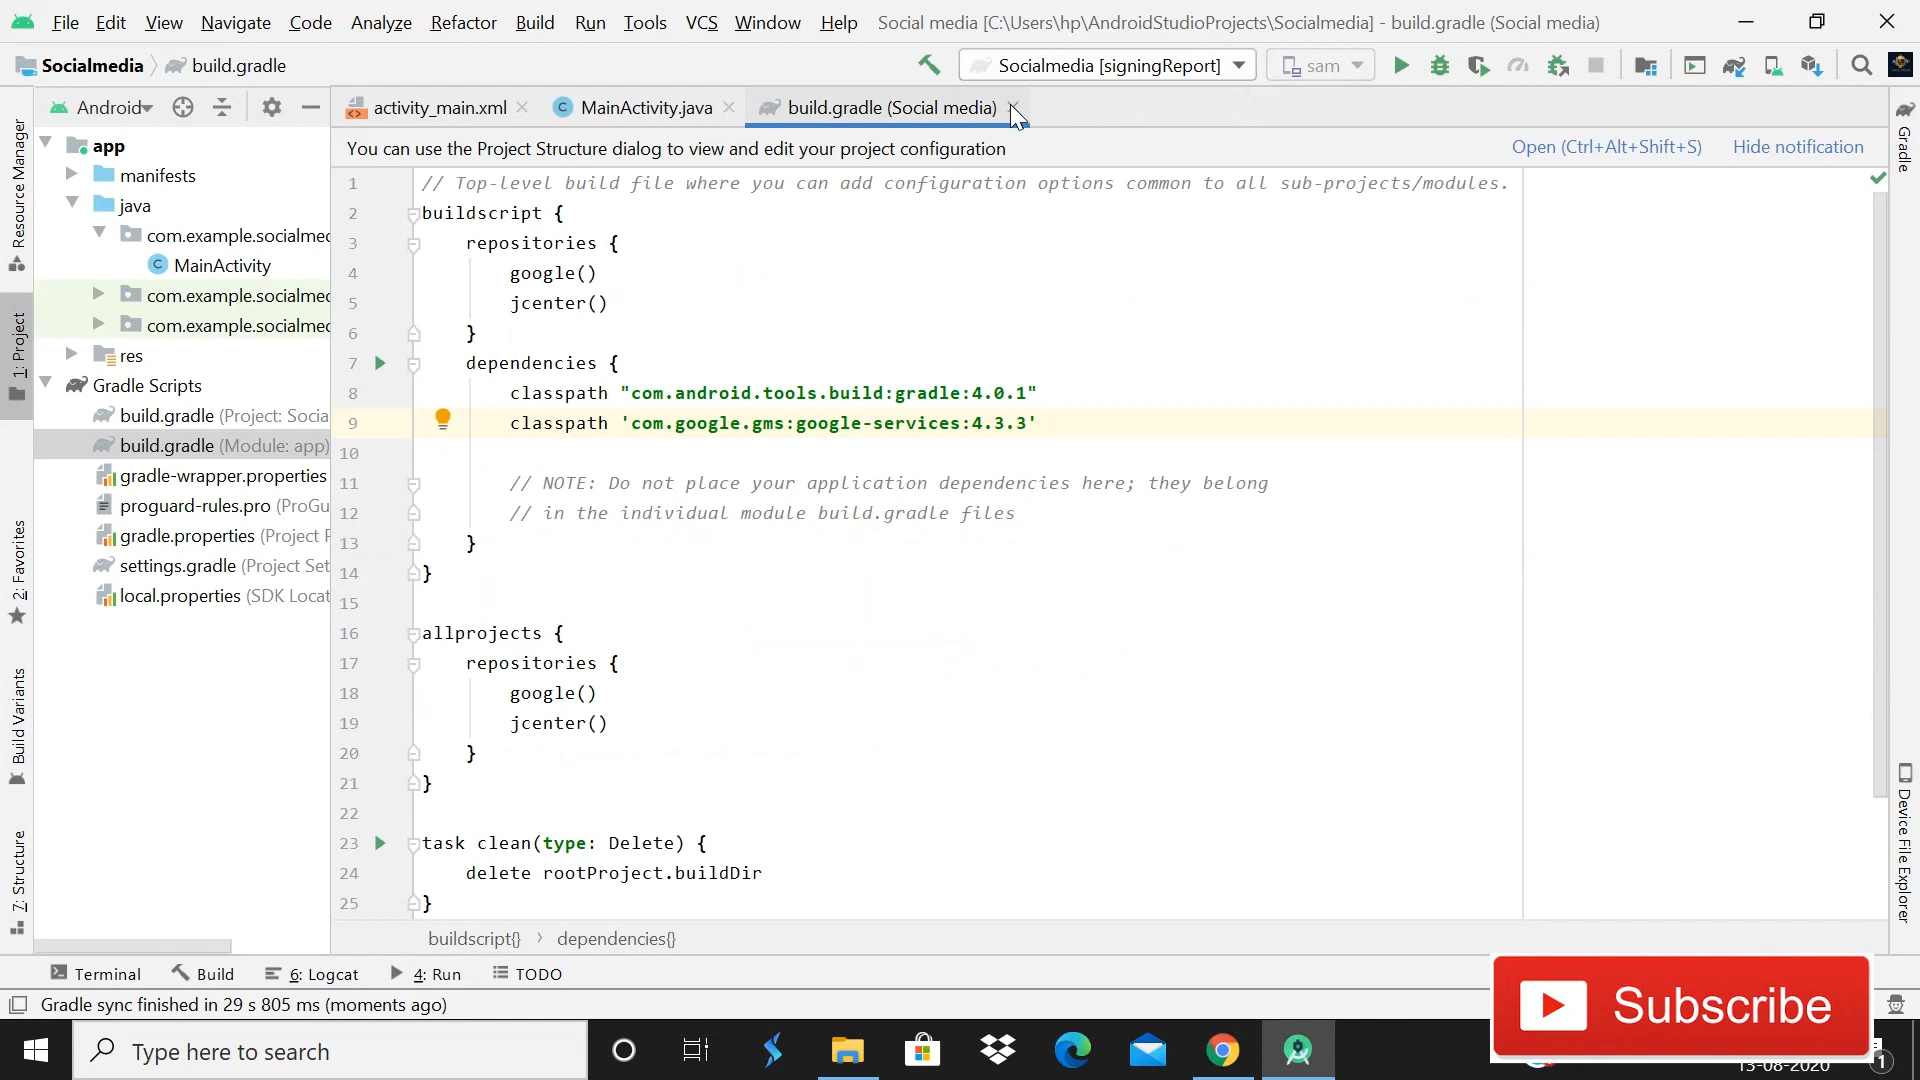 File Edit View Navigate Code Analyze Refactor Build Run Tools VCS Window Help Social media [C:\Users\hp\AndroidStudioProjects\Socialmedia] - build.gradle (Social media)
Socialmedia build.gradle
Socialmedia [signingReport] sam
Android
activity_main.xml MainActivity.java build.gradle (Social media)
You can use the Project Structure dialog to view and edit your project configuration Open (Ctrl+Alt+Shift+S) Hide notification
Resource Manager
1: Project
2: Favorites
Build Variants
7: Structure
app
manifests
java
com.example.socialmed
MainActivity
com.example.socialmed
com.example.socialmed
res
Gradle Scripts
build.gradle (Project: Socia
build.gradle (Module: app)
gradle-wrapper.properties
proguard-rules.pro (ProGu
gradle.properties (Project P
settings.gradle (Project Set
local.properties (SDK Locat
1 // Top-level build file where you can add configuration options common to all sub-projects/modules.
2 buildscript {
3 repositories {
4 google()
5 jcenter()
6 }
7 dependencies {
8 classpath "com.android.tools.build:gradle:4.0.1"
9 classpath 'com.google.gms:google-services:4.3.3'
10
11 // NOTE: Do not place your application dependencies here; they belong
12 // in the individual module build.gradle files
13 }
14 }
15
16 allprojects {
17 repositories {
18 google()
19 jcenter()
20 }
21 }
22
23 task clean(type: Delete) {
24 delete rootProject.buildDir
25 }
buildscript{} › dependencies{}
Gradle
Device File Explorer
Terminal Build 6: Logcat 4: Run TODO
Gradle sync finished in 29 s 805 ms (moments ago)
Subscribe
Type here to search
13-08-2020
1